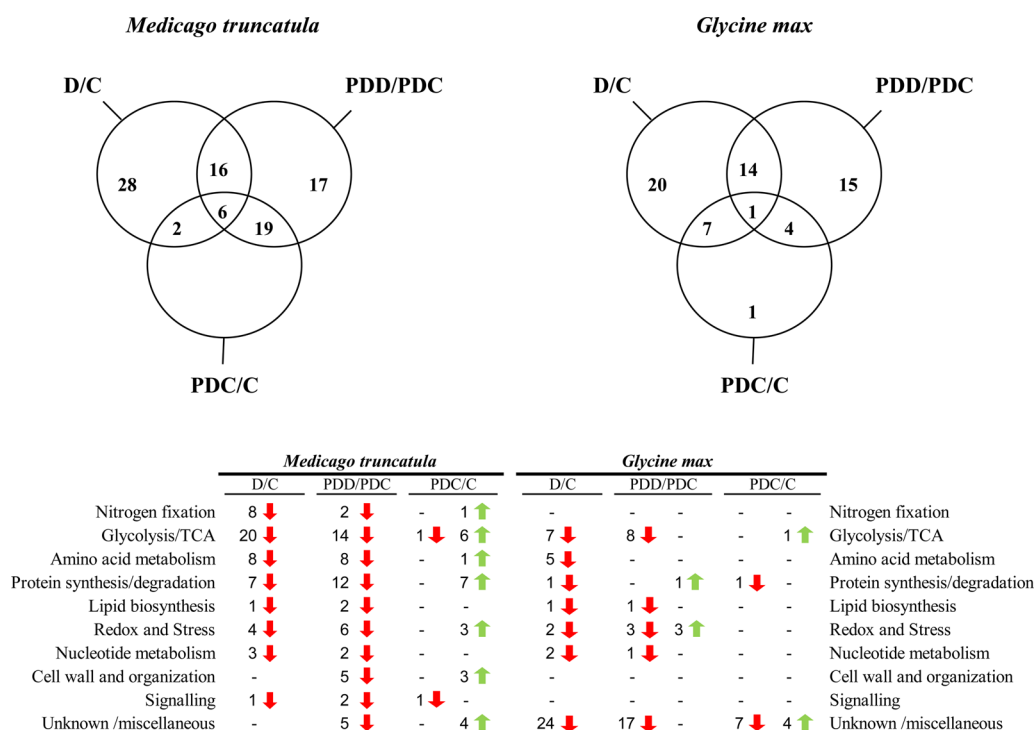 Medicago truncatula Glycine max
D/C PDD/PDC D/C PDD/PDC
28 16 17 20 14 15
6 1
2 19 7 4
1
PDC/C PDC/C
Medicago truncatula Glycine max
D/C PDD/PDC PDC/C D/C PDD/PDC PDC/C
Nitrogen fixation 8 2 - 1 - - - - - Nitrogen fixation
Glycolysis/TCA 20 14 1 6 7 8 - - 1 Glycolysis/TCA
Amino acid metabolism 8 8 - 1 5 - - - - Amino acid metabolism
Protein synthesis/degradation 7 12 - 7 1 - 1 1 - Protein synthesis/degradation
Lipid biosynthesis 1 2 - - 1 1 - - - Lipid biosynthesis
Redox and Stress 4 6 - 3 2 3 3 - - Redox and Stress
Nucleotide metabolism 3 2 - - 2 1 - - - Nucleotide metabolism
Cell wall and organization - 5 - 3 - - - - - Cell wall and organization
Signalling 1 2 1 - - - - - - Signalling
Unknown /miscellaneous - 5 - 4 24 17 - 7 4 Unknown /miscellaneous